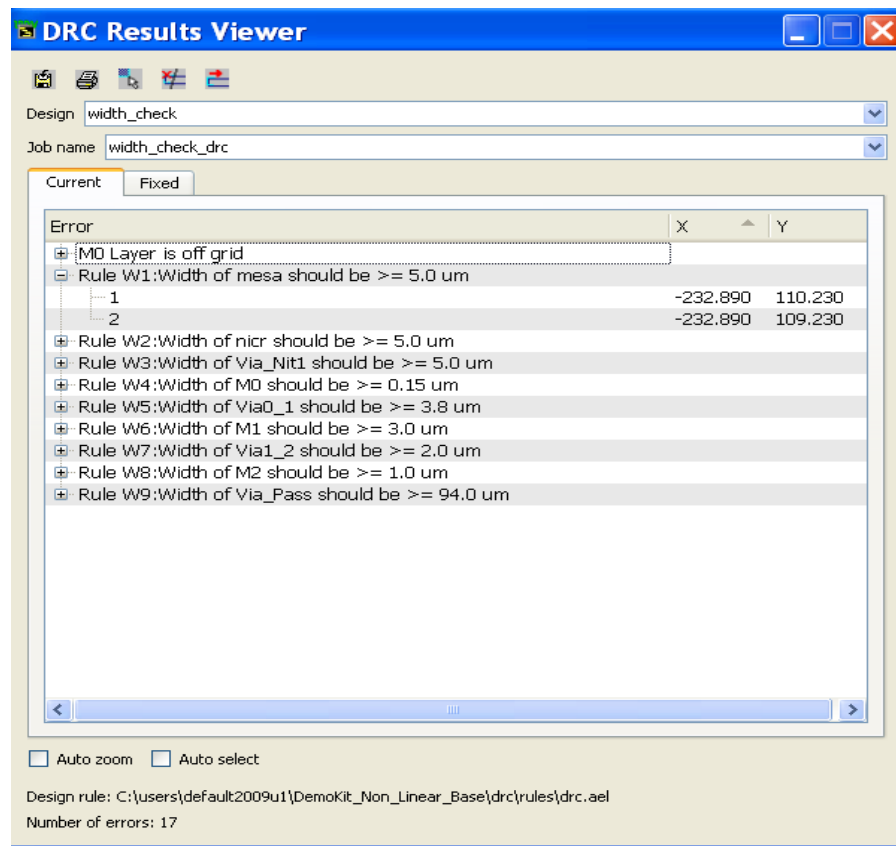 DRC Results Viewer
Design width_check
Job name width_check_drc
Current Fixed
Error X Y
M0 Layer is off grid
Rule W1:Width of mesa should be >= 5.0 um
1 -232.890 110.230
2 -232.890 109.230
Rule W2:Width of nicr should be >= 5.0 um
Rule W3:Width of Via_Nit1 should be >= 5.0 um
Rule W4:Width of M0 should be >= 0.15 um
Rule W5:Width of Via0_1 should be >= 3.8 um
Rule W6:Width of M1 should be >= 3.0 um
Rule W7:Width of Via1_2 should be >= 2.0 um
Rule W8:Width of M2 should be >= 1.0 um
Rule W9:Width of Via_Pass should be >= 94.0 um
Auto zoom Auto select
Design rule: C:\users\default2009u1\DemoKit_Non_Linear_Base\drc\rules\drc.ael
Number of errors: 17